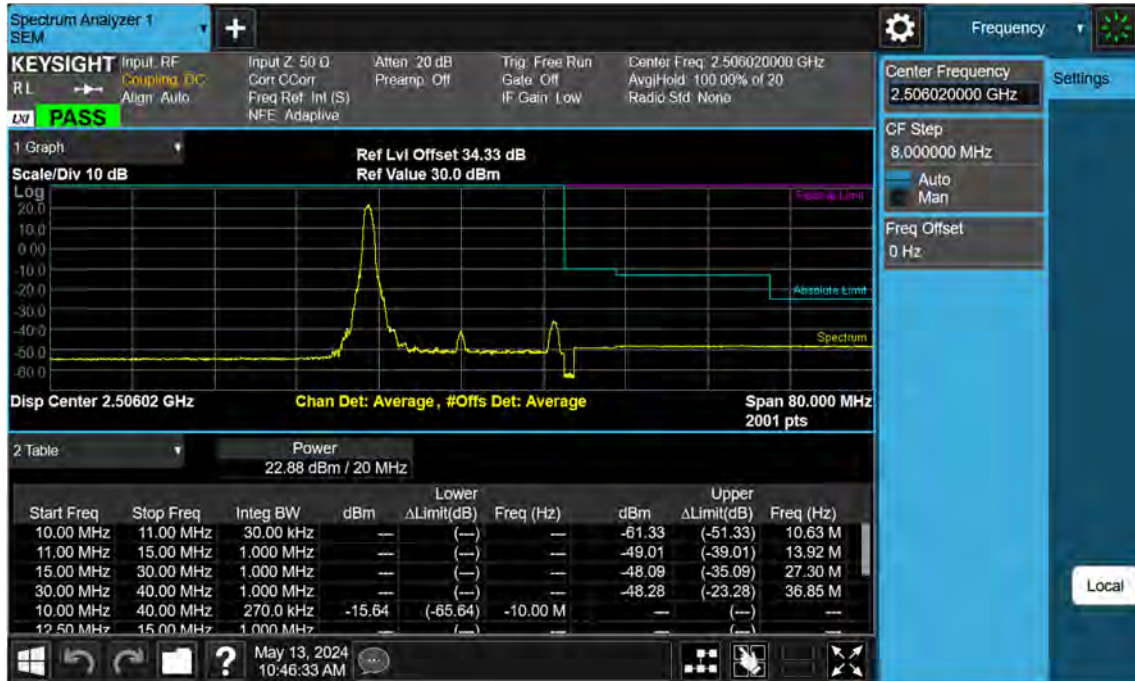 Spectrum Analyzer 1
SEM
+
Frequency
KEYSIGHT
RL
LXI PASS
Input: RF
Coupling: DC
Align: Auto
Input Z: 50 Ω
Corr CCorr
Freq Ref: Int (S)
NFE: Adaptive
Atten: 20 dB
Preamp: Off
Trig: Free Run
Gate: Off
IF Gain: Low
Center Freq: 2.506020000 GHz
Avg|Hold: 100.00% of 20
Radio Std: None
Center Frequency
2.506020000 GHz
Settings
CF Step
8.000000 MHz
Auto
Man
Freq Offset
0 Hz
1 Graph
Scale/Div 10 dB
Ref Lvl Offset 34.33 dB
Ref Value 30.0 dBm
Log
20.0
10.0
0.00
-10.0
-20.0
-30.0
-40.0
-50.0
-60.0
Absolute Limit
Spectrum
Disp Center 2.50602 GHz
Chan Det: Average, #Offs Det: Average
Span 80.000 MHz
2001 pts
2 Table
Power
22.88 dBm / 20 MHz
Lower Upper
Start Freq Stop Freq Integ BW dBm ΔLimit(dB) Freq (Hz) dBm ΔLimit(dB) Freq (Hz)
10.00 MHz 11.00 MHz 30.00 kHz --- (---) --- -61.33 (-51.33) 10.63 M
11.00 MHz 15.00 MHz 1.000 MHz --- (---) --- -49.01 (-39.01) 13.92 M
15.00 MHz 30.00 MHz 1.000 MHz --- (---) --- -48.09 (-35.09) 27.30 M
30.00 MHz 40.00 MHz 1.000 MHz --- (---) --- -48.28 (-23.28) 36.85 M
10.00 MHz 40.00 MHz 270.0 kHz -15.64 (-65.64) -10.00 M --- (---) ---
12.50 MHz 15.00 MHz 1.000 MHz --- (---) --- --- (---) ---
Local
?
May 13, 2024
10:46:33 AM